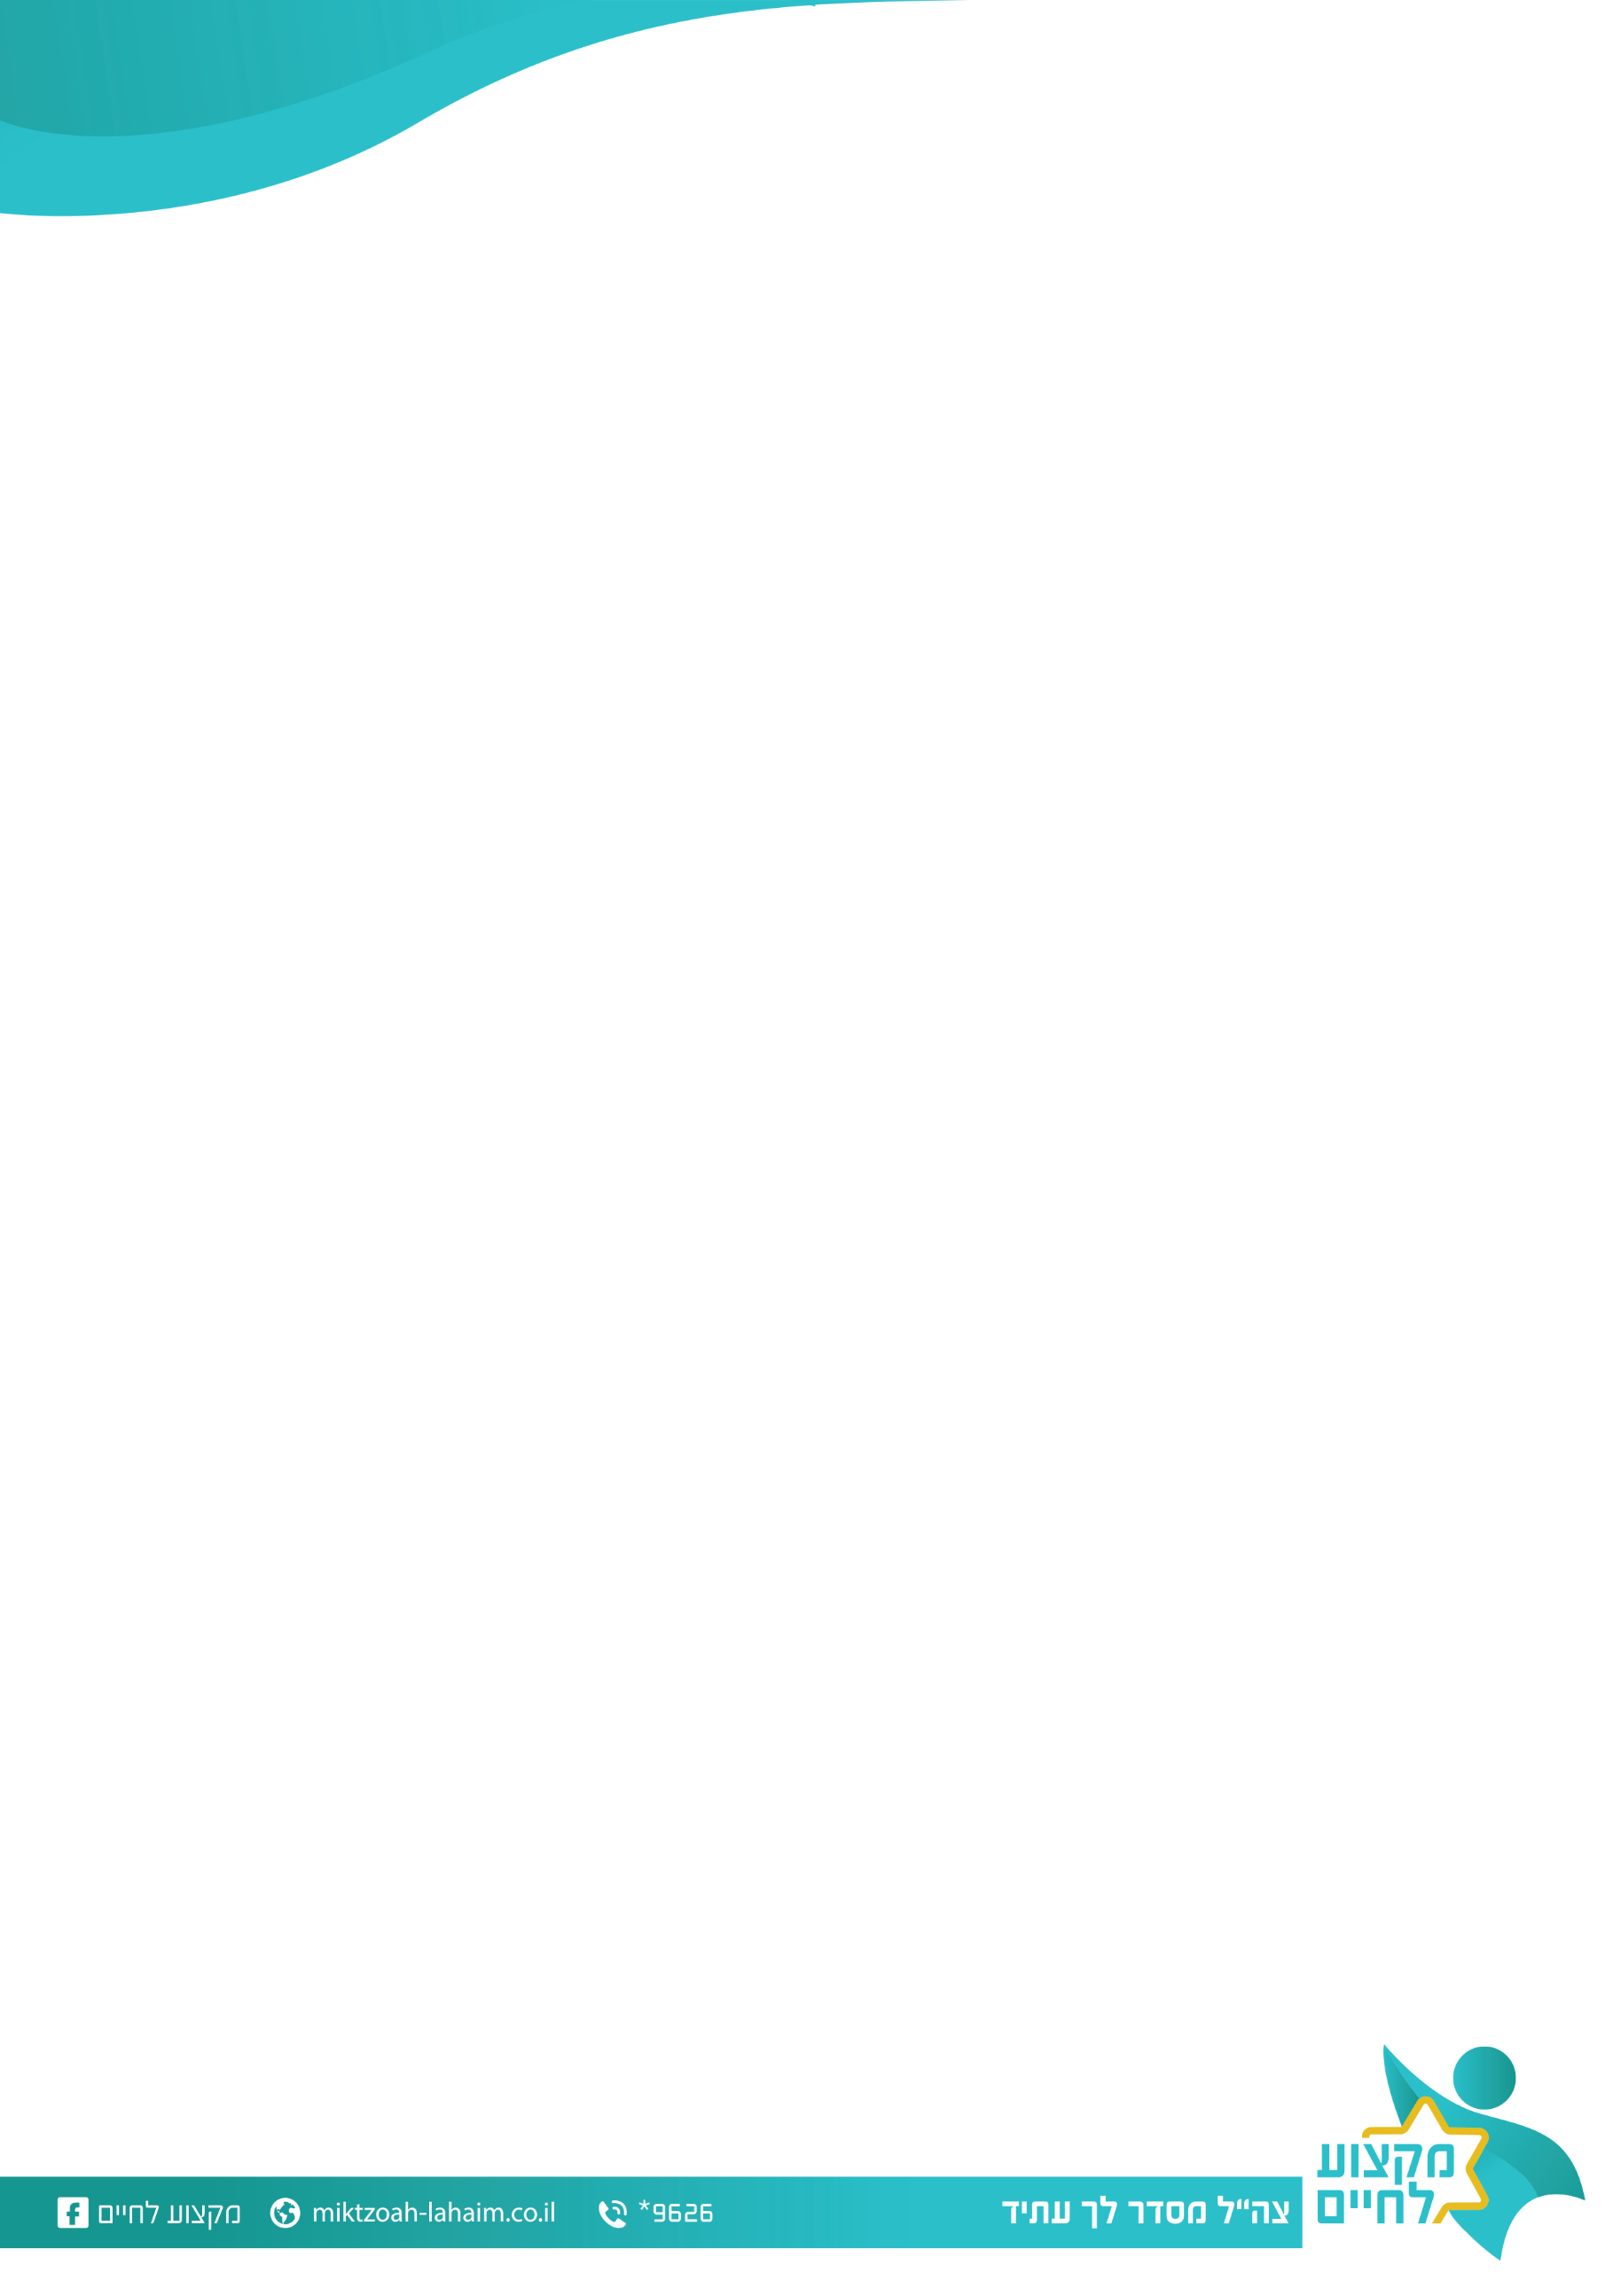 מקצוע
לחיים
צה"ל מסדר לך עתיד
*9626
miktzoah-lahaim.co.il
מקצוע לחיים